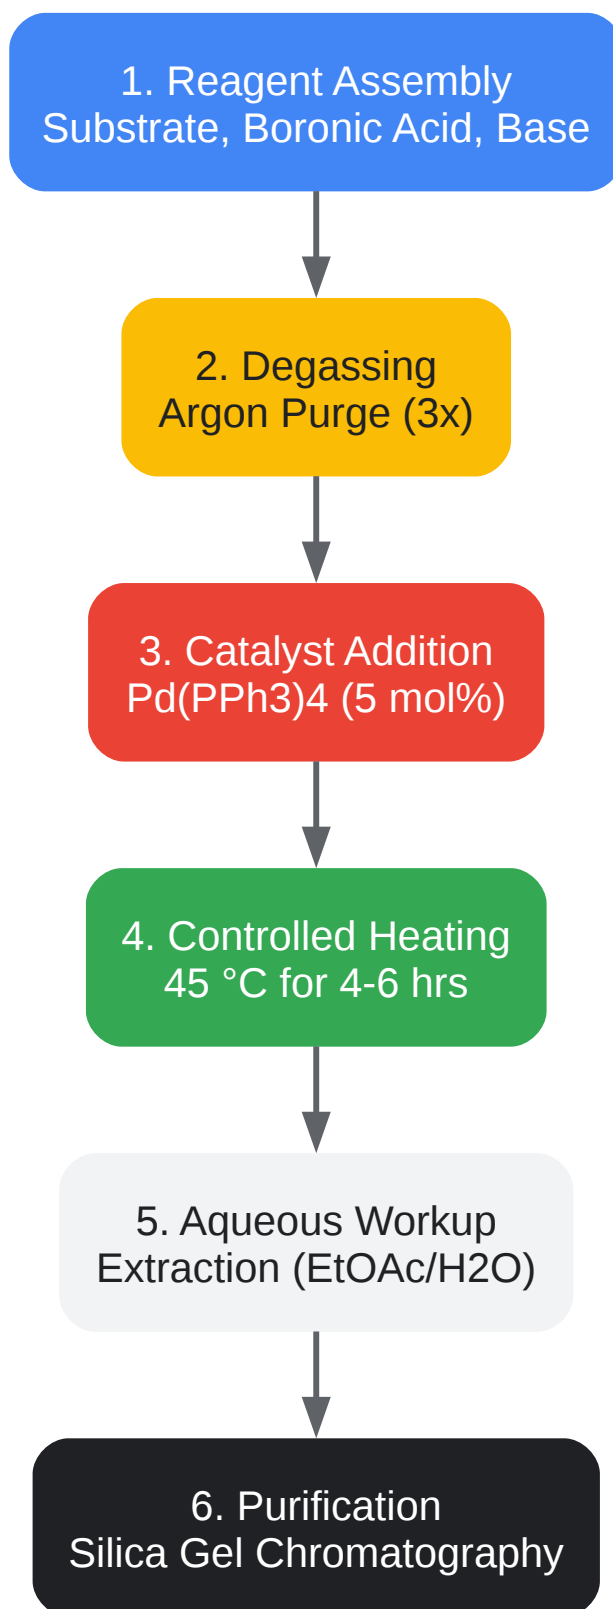 1. Reagent Assembly
Substrate, Boronic Acid, Base
2. Degassing
Argon Purge (3x)
3. Catalyst Addition
Pd(PPh3)4 (5 mol%)
4. Controlled Heating
45 °C for 4-6 hrs
5. Aqueous Workup
Extraction (EtOAc/H2O)
6. Purification
Silica Gel Chromatography